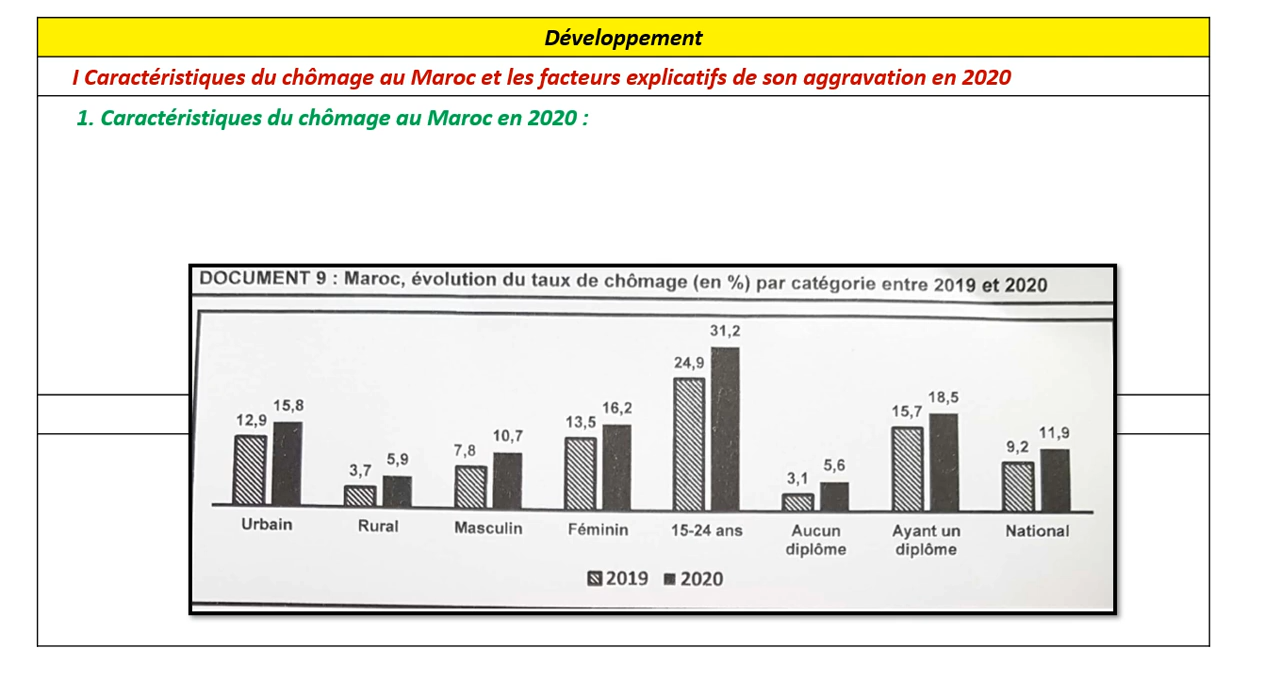 Développement
I Caractéristiques du chômage au Maroc et les facteurs explicatifs de son aggravation en 2020
1. Caractéristiques du chômage au Maroc en 2020 :
DOCUMENT 9 : Maroc, évolution du taux de chômage (en %) par catégorie entre 2019 et 2020
12,9 15,8
3,7 5,9
7,8 10,7
13,5 16,2
24,9 31,2
3,1 5,6
15,7 18,5
9,2 11,9
Urbain Rural Masculin Féminin 15-24 ans Aucun Ayant un National
diplôme diplôme
2019 2020